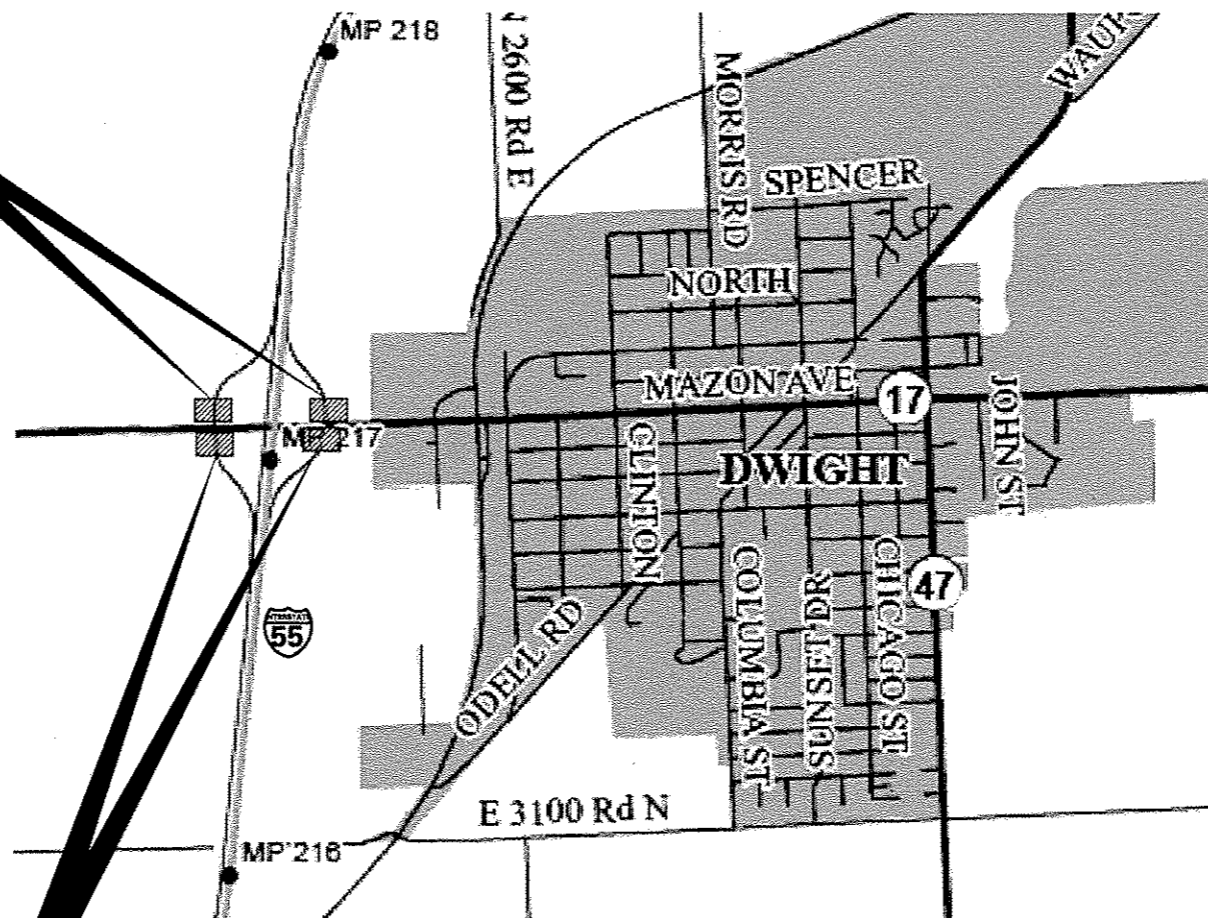 MP 218
N 2600 Rd E
MORRIS RD
SPENCER
NORTH
MAZON AVE
17
JOHN ST
MP 217
CLINTON
DWIGHT
COLUMBIA ST
SUNSET DR
CHICAGO ST
47
INTERSTATE
55
ODELL RD
E 3100 Rd N
MP 216